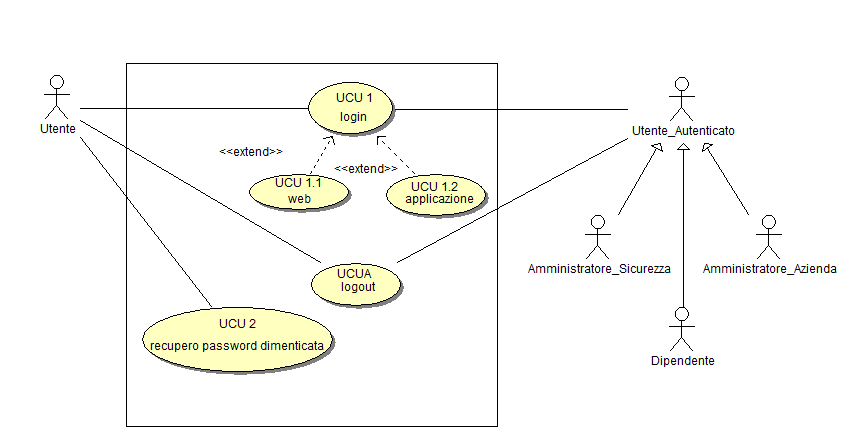 UCU 1
login
Utente
Utente_Autenticato
<<extend>>
<<extend>>
UCU 1.1
web
UCU 1.2
applicazione
Amministratore_Sicurezza
Amministratore_Azienda
UCUA
logout
UCU 2
recupero password dimenticata
Dipendente